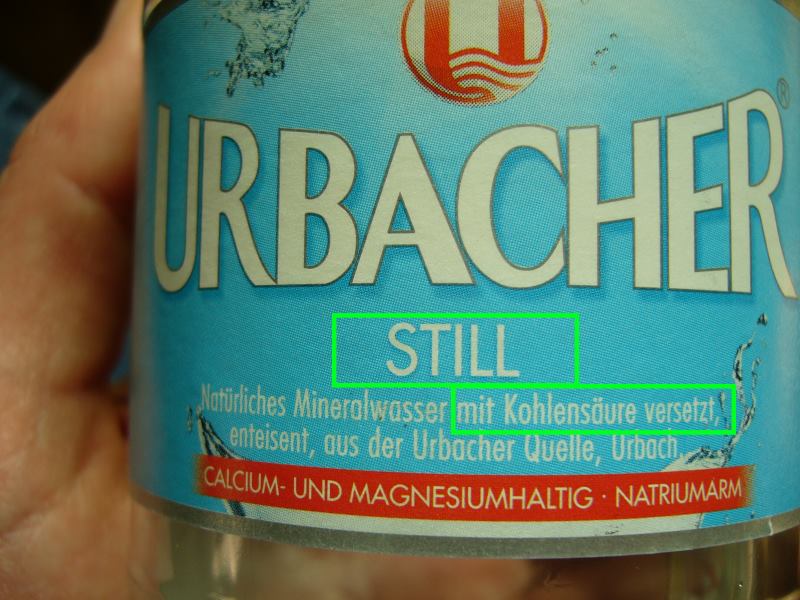 URBACHER®
STILL
Natürliches Mineralwasser mit Kohlensäure versetzt,
enteisent, aus der Urbacher Quelle, Urbach.
CALCIUM- UND MAGNESIUMHALTIG · NATRIUMARM